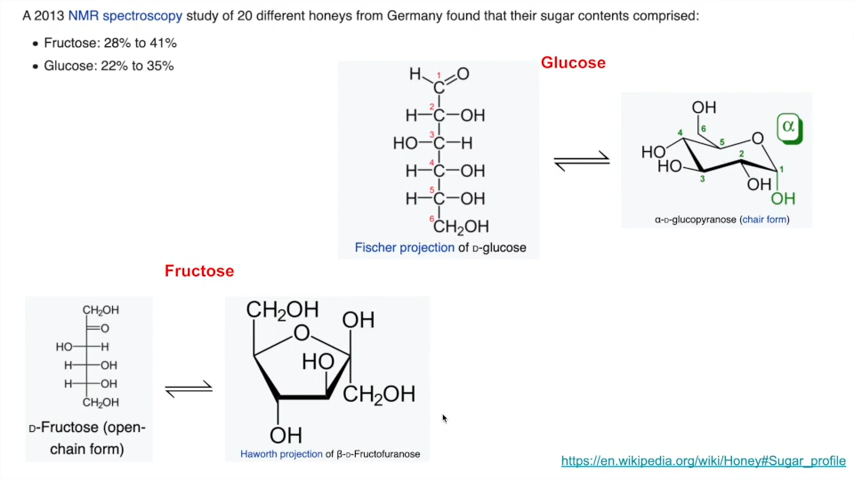 A 2013 NMR spectroscopy study of 20 different honeys from Germany found that their sugar contents comprised:
• Fructose: 28% to 41%
• Glucose: 22% to 35%
Glucose
H 1 O
C
2
H–C–OH
3
HO–C–H
4
H–C–OH
5
H–C–OH
6
CH₂OH
Fischer projection of D-glucose
OH
6
α
4
5
O
HO
2
HO
1
3
OH
OH
α-D-glucopyranose (chair form)
Fructose
CH₂OH
=O
HO H
H OH
H OH
CH₂OH
D-Fructose (open-
chain form)
CH₂OH
OH
O
HO
CH₂OH
OH
Haworth projection of β-D-Fructofuranose
https://en.wikipedia.org/wiki/Honey#Sugar_profile